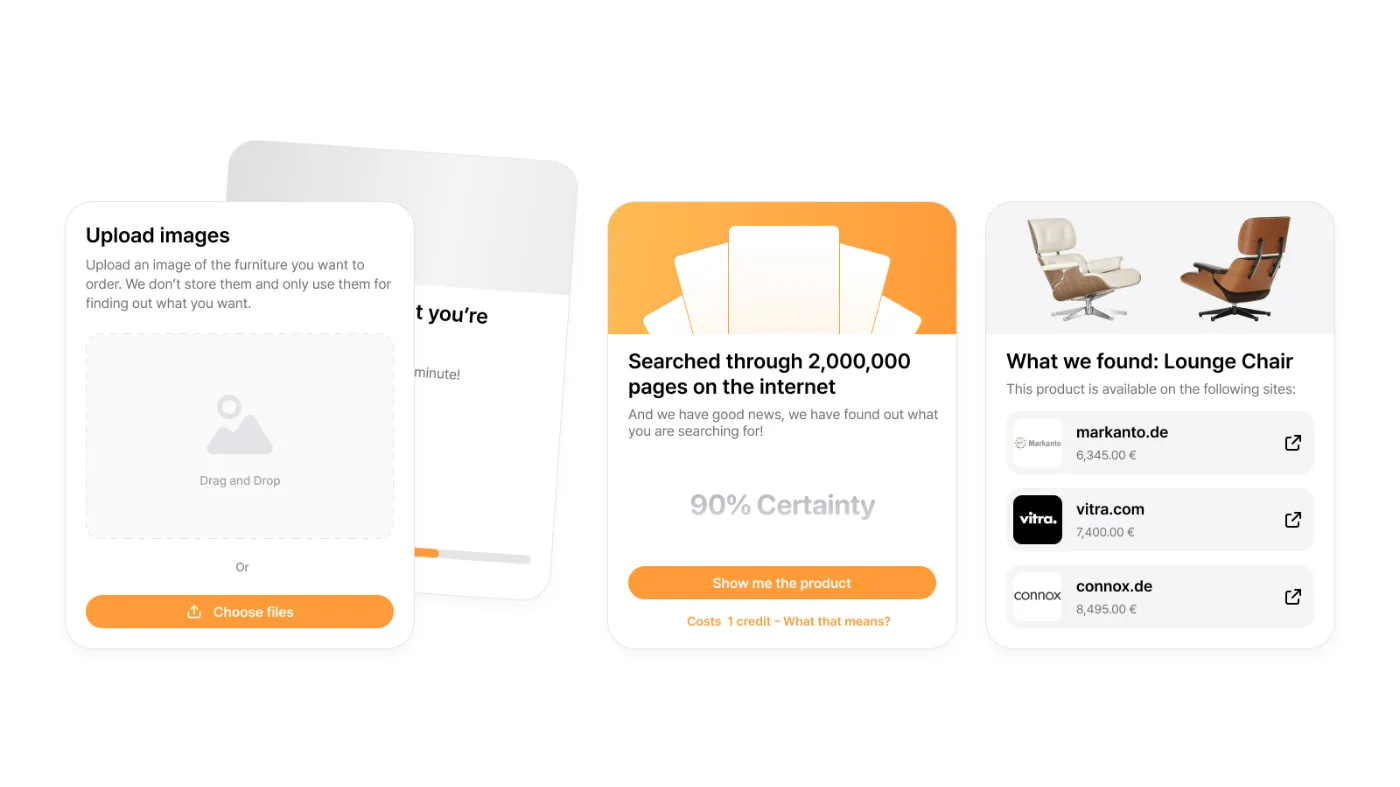 Upload images
Upload an image of the furniture you want to
order. We don’t store them and only use them for
finding out what you want.
Drag and Drop
Or
Choose files
t you’re
minute!
Searched through 2,000,000
pages on the internet
And we have good news, we have found out what
you are searching for!
90% Certainty
Show me the product
Costs 1 credit – What that means?
What we found: Lounge Chair
This product is available on the following sites:
Markanto
markanto.de
6,345.00 €
vitra.
vitra.com
7,400.00 €
connox
connox.de
8,495.00 €